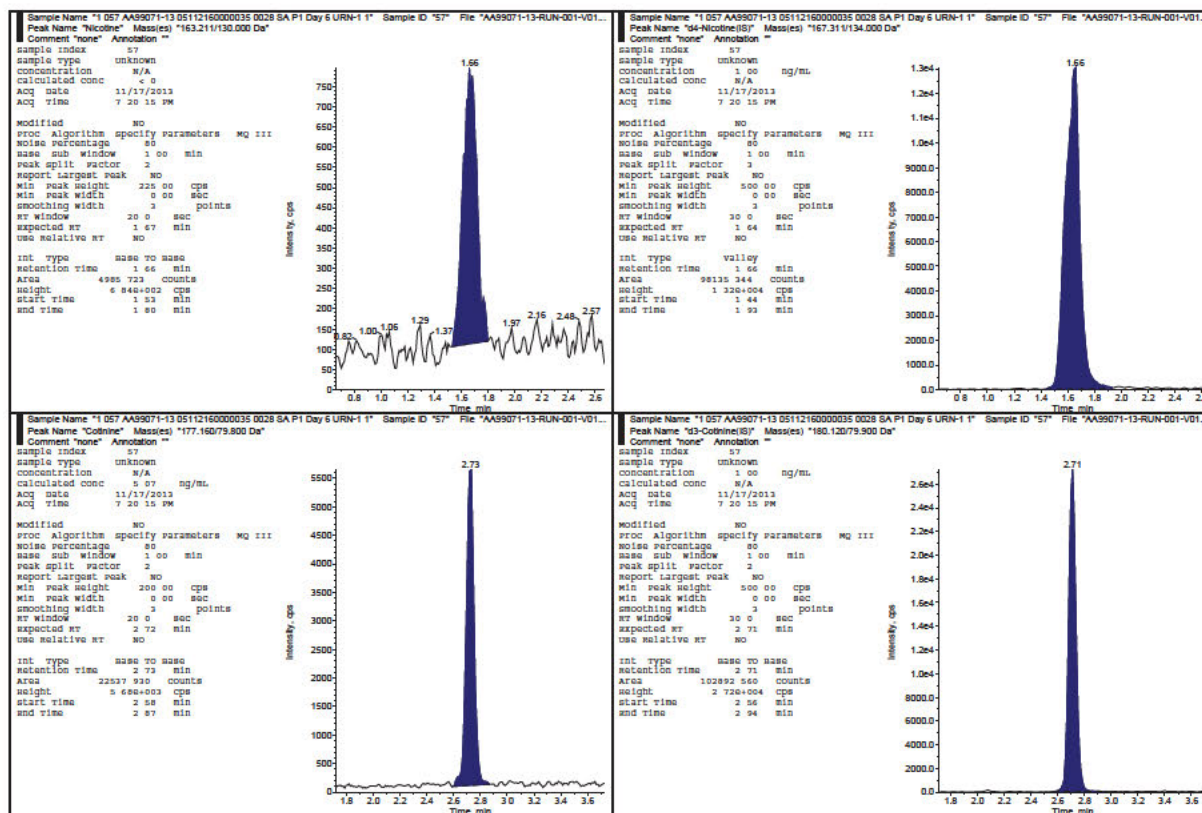 Sample Name "1 057 AA99071-13 05112160000035 0028 SA P1 Day 6 URN-1 1" Sample ID "57" File "AA99071-13-RUN-001-V01...
Peak Name "Nicotine" Mass(es) "163.211/130.000 Da"
Comment "none" Annotation ""
Sample Index 57
Sample Type Unknown
Concentration N/A
Calculated Conc < 0
Acq Date 11/17/2013
Acq Time 7 20 15 PM
Modified NO
Proc Algorithm Specify Parameters MQ III
Noise Percentage 80
Base Sub Window 1 00 min
Peak Split Factor 2
Report Largest Peak NO
Min Peak Height 225 00 cps
Min Peak Width 0 00 sec
Smoothing Width 3 points
RT Window 20 0 sec
Expected RT 1 67 min
Use Relative RT NO
Int Type Base To Base
Retention Time 1 66 min
Area 4985 723 counts
Height 6 84e+002 cps
Start Time 1 53 min
End Time 1 80 min
Intensity, cps
750
700
650
600
550
500
450
400
350
300
250
200
150
100
50
0
1.66
0.82
1.00
1.06
1.29
1.37
1.97
2.16
2.48
2.57
0.8 1.0 1.2 1.4 1.6 1.8 2.0 2.2 2.4 2.6
Time, min
Sample Name "1 057 AA99071-13 05112160000035 0028 SA P1 Day 6 URN-1 1" Sample ID "57" File "AA99071-13-RUN-001-V01...
Peak Name "d4-Nicotine(IS)" Mass(es) "167.311/134.000 Da"
Comment "none" Annotation ""
Sample Index 57
Sample Type Unknown
Concentration 1 00 ng/mL
Calculated Conc N/A
Acq Date 11/17/2013
Acq Time 7 20 15 PM
Modified NO
Proc Algorithm Specify Parameters MQ III
Noise Percentage 80
Base Sub Window 1 00 min
Peak Split Factor 3
Report Largest Peak NO
Min Peak Height 500 00 cps
Min Peak Width 0 00 sec
Smoothing Width 3 points
RT Window 30 0 sec
Expected RT 1 64 min
Use Relative RT NO
Int Type Valley
Retention Time 1 66 min
Area 98135 344 counts
Height 1 32e+004 cps
Start Time 1 44 min
End Time 1 93 min
Intensity, cps
1.3e4
1.2e4
1.1e4
1.0e4
9000.0
8000.0
7000.0
6000.0
5000.0
4000.0
3000.0
2000.0
1000.0
0.0
1.66
0 8 1.0 1.2 1.4 1.6 1.8 2.0 2.2 2.4 2.6
Time, min
Sample Name "1 057 AA99071-13 05112160000035 0028 SA P1 Day 6 URN-1 1" Sample ID "57" File "AA99071-13-RUN-001-V01...
Peak Name "Cotinine" Mass(es) "177.160/79.800 Da"
Comment "none" Annotation ""
Sample Index 57
Sample Type Unknown
Concentration N/A
Calculated Conc 5 07 ng/mL
Acq Date 11/17/2013
Acq Time 7 20 15 PM
Modified NO
Proc Algorithm Specify Parameters MQ III
Noise Percentage 80
Base Sub Window 1 00 min
Peak Split Factor 2
Report Largest Peak NO
Min Peak Height 200 00 cps
Min Peak Width 0 00 sec
Smoothing Width 3 points
RT Window 20 0 sec
Expected RT 2 72 min
Use Relative RT NO
Int Type Base To Base
Retention Time 2 73 min
Area 22537 930 counts
Height 5 68e+003 cps
Start Time 2 58 min
End Time 2 87 min
Intensity, cps
5500
5000
4500
4000
3500
3000
2500
2000
1500
1000
500
0
2.73
1.8 2.0 2.2 2.4 2.6 2.8 3.0 3.2 3.4 3.6
Time, min
Sample Name "1 057 AA99071-13 05112160000035 0028 SA P1 Day 6 URN-1 1" Sample ID "57" File "AA99071-13-RUN-001-V01...
Peak Name "d3-Cotinine(IS)" Mass(es) "180.120/79.900 Da"
Comment "none" Annotation ""
Sample Index 57
Sample Type Unknown
Concentration 1 00 ng/mL
Calculated Conc N/A
Acq Date 11/17/2013
Acq Time 7 20 15 PM
Modified NO
Proc Algorithm Specify Parameters MQ III
Noise Percentage 80
Base Sub Window 1 00 min
Peak Split Factor 2
Report Largest Peak NO
Min Peak Height 500 00 cps
Min Peak Width 0 00 sec
Smoothing Width 3 points
RT Window 30 0 sec
Expected RT 2 71 min
Use Relative RT NO
Int Type Base To Base
Retention Time 2 71 min
Area 102892 560 counts
Height 2 72e+004 cps
Start Time 2 56 min
End Time 2 94 min
Intensity, cps
2.6e4
2.4e4
2.2e4
2.0e4
1.8e4
1.6e4
1.4e4
1.2e4
1.0e4
8000.0
6000.0
4000.0
2000.0
0.0
2.71
1.8 2.0 2.2 2.4 2.6 2.8 3.0 3.2 3.4 3.6
Time, min